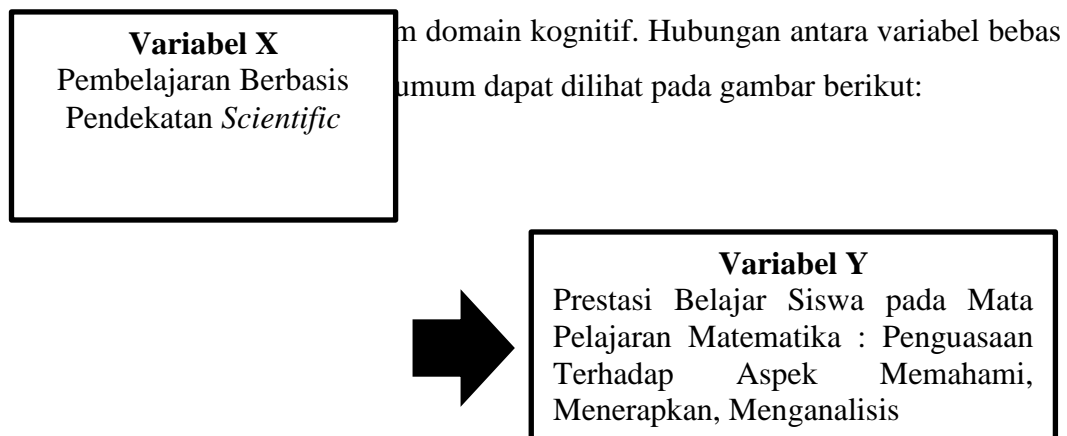 Variabel X
Pembelajaran Berbasis
Pendekatan Scientific
domain kognitif. Hubungan antara variabel bebas
umum dapat dilihat pada gambar berikut:
Variabel Y
Prestasi Belajar Siswa pada Mata
Pelajaran Matematika : Penguasaan
Terhadap Aspek Memahami,
Menerapkan, Menganalisis